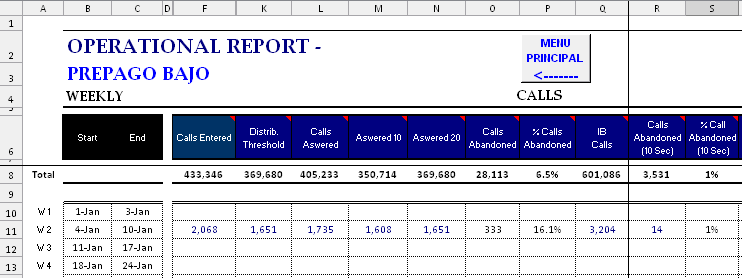 A B C D F K L M N O P Q R S
1
2 OPERATIONAL REPORT - MENU PRINCIPAL <-------
3 PREPAGO BAJO
4 WEEKLY CALLS
6 Start End Calls Entered Distrib. Threshold Calls Aswered Aswered 10 Aswered 20 Calls Abandoned % Calls Abandoned IB Calls Calls Abandoned (10 Sec) % Call Abandoned (10 Sec)
8 Total 433,346 369,680 405,233 350,714 369,680 28,113 6.5% 601,086 3,531 1%
9
10 W 1 1-Jan 3-Jan
11 W 2 4-Jan 10-Jan 2,068 1,651 1,735 1,608 1,651 333 16.1% 3,204 14 1%
12 W 3 11-Jan 17-Jan
13 W 4 18-Jan 24-Jan